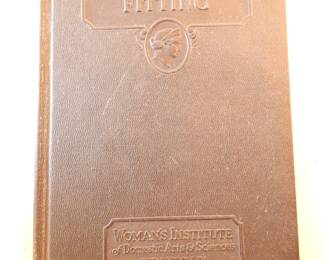 FITTING
WOMAN'S INSTITUTE
of Domestic Arts & Sciences